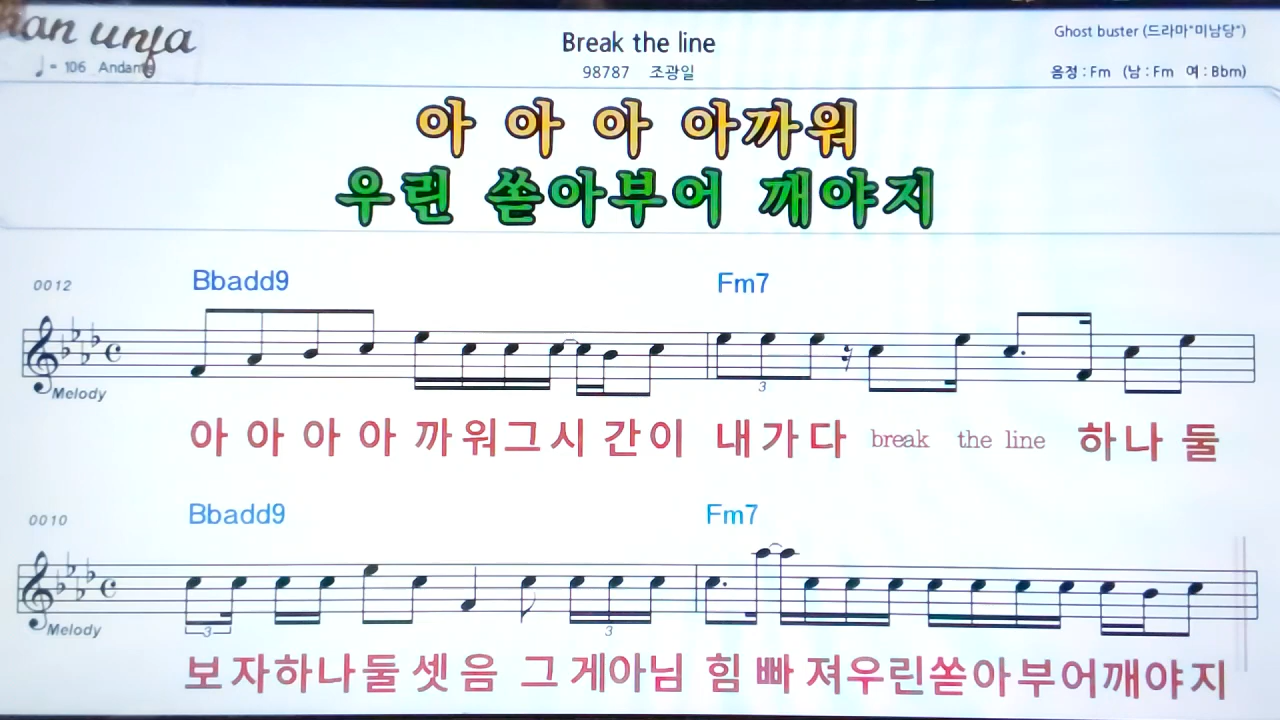 Break the line
Ghost buster (드라마"미남당")
♩= 106 Andante
98787 조광일
음정 : Fm (남 : Fm 여 : Bbm)
아 아 아 아까워
우린 쏟아부어 깨야지
0012
Bbadd9 Fm7
3
Melody
아 아 아 아 까 워 그 시 간 이 내 가 다 break the line 하 나 둘
0010
Bbadd9 Fm7
3 3
Melody
보 자 하 나 둘 셋 음 그 게 아 님 힘 빠 져 우 린 쏟 아 부 어 깨 야 지